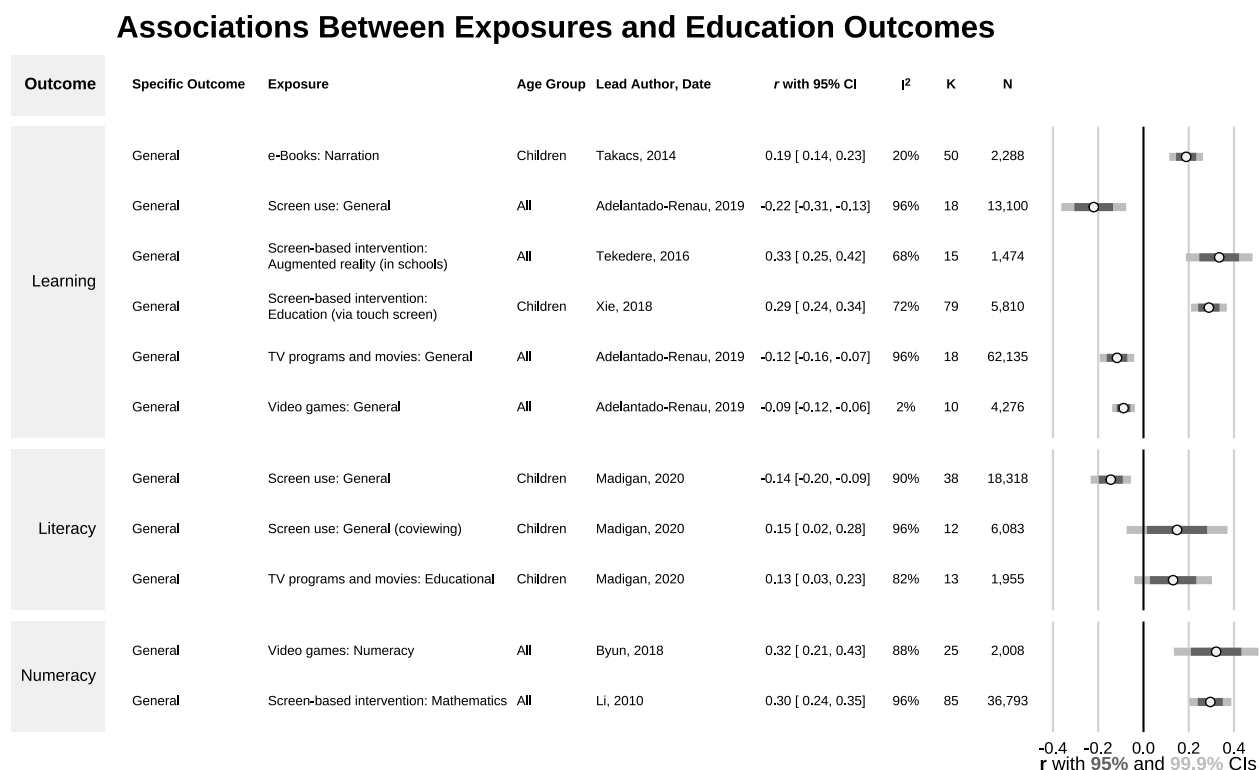 Associations Between Exposures and Education Outcomes
Outcome Specific Outcome Exposure Age Group Lead Author, Date r with 95% CI I² K N
Learning
General e-Books: Narration Children Takacs, 2014 0.19 [ 0.14, 0.23] 20% 50 2,288
General Screen use: General All Adelantado-Renau, 2019 -0.22 [-0.31, -0.13] 96% 18 13,100
General Screen-based intervention:
Augmented reality (in schools) All Tekedere, 2016 0.33 [ 0.25, 0.42] 68% 15 1,474
General Screen-based intervention:
Education (via touch screen) Children Xie, 2018 0.29 [ 0.24, 0.34] 72% 79 5,810
General TV programs and movies: General All Adelantado-Renau, 2019 -0.12 [-0.16, -0.07] 96% 18 62,135
General Video games: General All Adelantado-Renau, 2019 -0.09 [-0.12, -0.06] 2% 10 4,276
Literacy
General Screen use: General Children Madigan, 2020 -0.14 [-0.20, -0.09] 90% 38 18,318
General Screen use: General (coviewing) Children Madigan, 2020 0.15 [ 0.02, 0.28] 96% 12 6,083
General TV programs and movies: Educational Children Madigan, 2020 0.13 [ 0.03, 0.23] 82% 13 1,955
Numeracy
General Video games: Numeracy All Byun, 2018 0.32 [ 0.21, 0.43] 88% 25 2,008
General Screen-based intervention: Mathematics All Li, 2010 0.30 [ 0.24, 0.35] 96% 85 36,793
-0.4 -0.2 0.0 0.2 0.4
r with 95% and 99.9% CIs